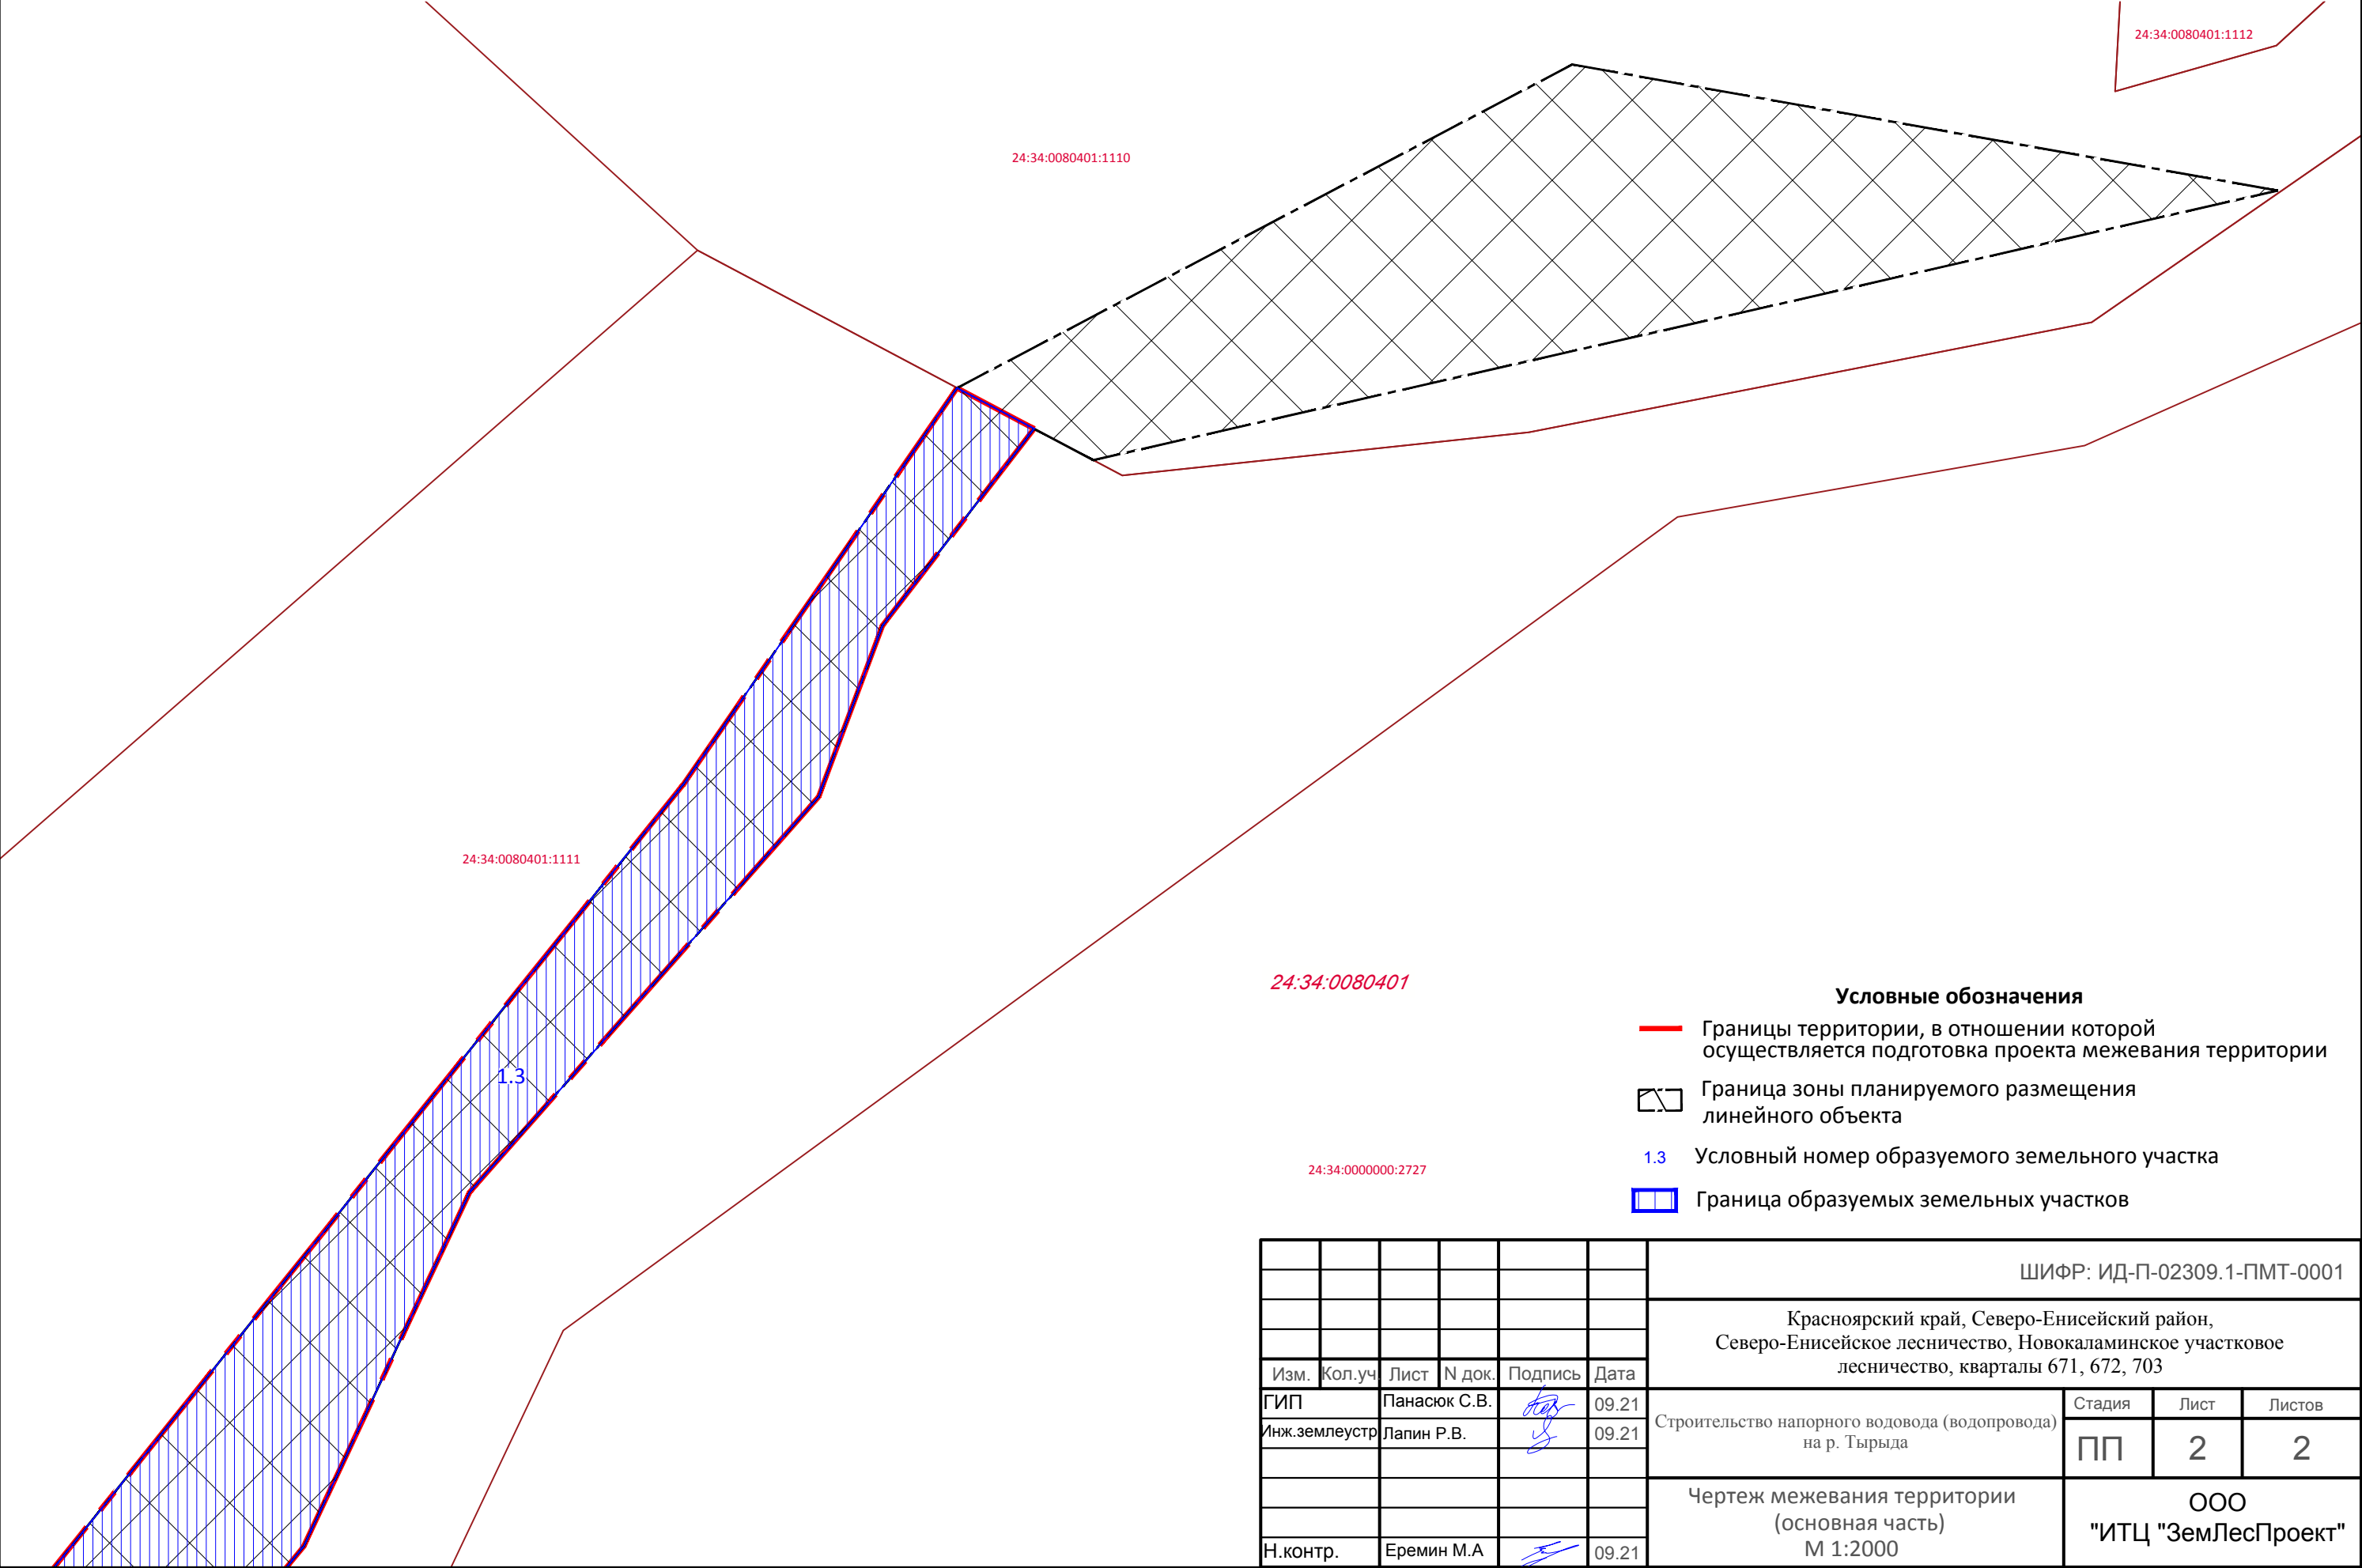 24:34:0080401:1112
24:34:0080401:1110
24:34:0080401:1111
24:34:0080401
1.3
24:34:0000000:2727
Условные обозначения
Границы территории, в отношении которой
осуществляется подготовка проекта межевания территории
Граница зоны планируемого размещения
линейного объекта
1.3 Условный номер образуемого земельного участка
Граница образуемых земельных участков
ШИФР: ИД-П-02309.1-ПМТ-0001
Красноярский край, Северо-Енисейский район,
Северо-Енисейское лесничество, Новокаламинское участковое
лесничество, кварталы 671, 672, 703
Изм. Кол.уч. Лист N док. Подпись Дата
ГИП Панасюк С.В. 09.21
Инж.землеустр Лапин Р.В. 09.21
Строительство напорного водовода (водопровода)
на р. Тырыда
Стадия Лист Листов
ПП 2 2
Чертеж межевания территории
(основная часть)
М 1:2000
ООО
"ИТЦ "ЗемЛесПроект"
Н.контр. Еремин М.А 09.21